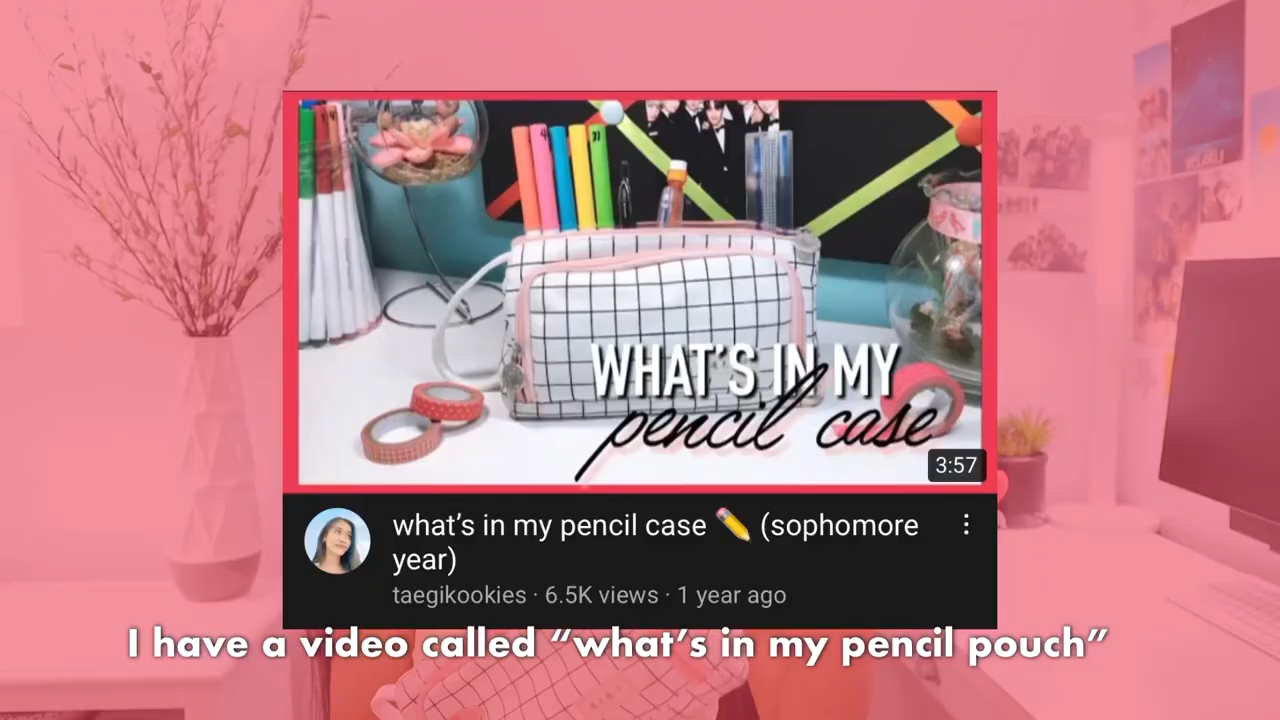 WHAT'S IN MY
pencil case
3:57
what's in my pencil case ✏️ (sophomore
year)
taegikookies · 6.5K views · 1 year ago
I have a video called “what’s in my pencil pouch”